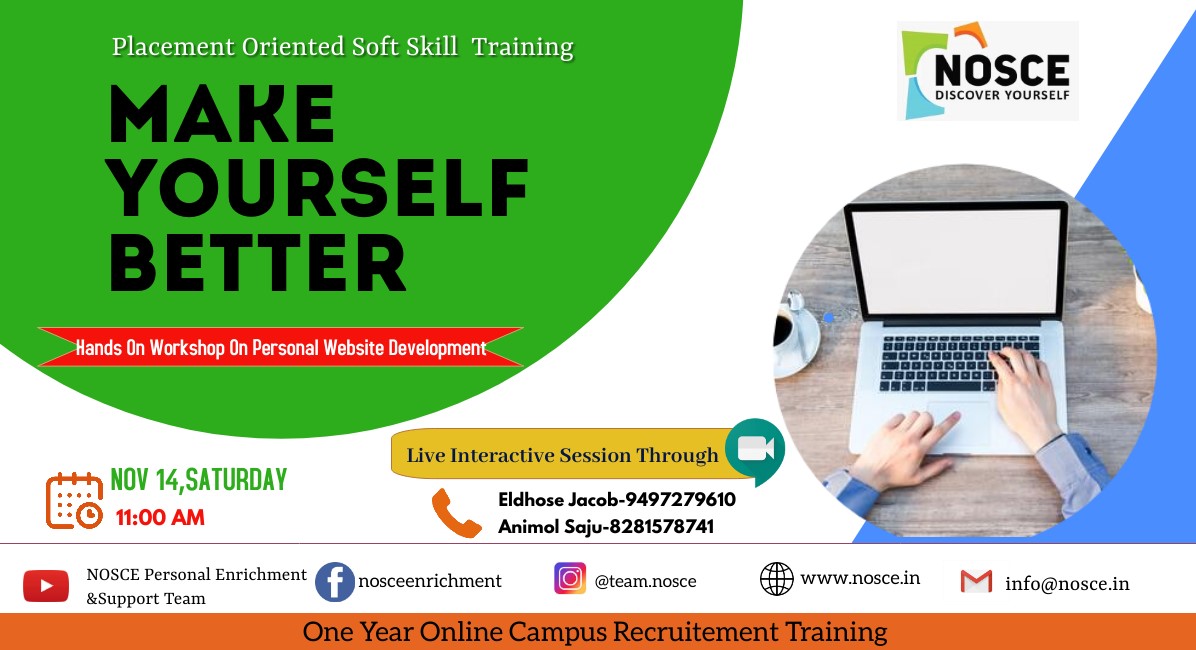 Placement Oriented Soft Skill Training
NOSCE
DISCOVER YOURSELF
MAKE
YOURSELF
BETTER
Hands On Workshop On Personal Website Development
Live Interactive Session Through
NOV 14,SATURDAY
11:00 AM
Eldhose Jacob-9497279610
Animol Saju-8281578741
NOSCE Personal Enrichment
&Support Team
nosceenrichment
@team.nosce
www.nosce.in
info@nosce.in
One Year Online Campus Recruitement Training